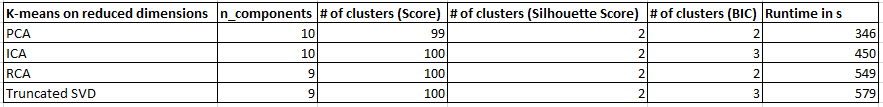 K-means on reduced dimensions n_components # of clusters (Score) # of clusters (Silhouette Score) # of clusters (BIC) Runtime in s
PCA 10 99 2 2 346
ICA 10 100 2 3 450
RCA 9 100 2 2 549
Truncated SVD 9 100 2 3 579